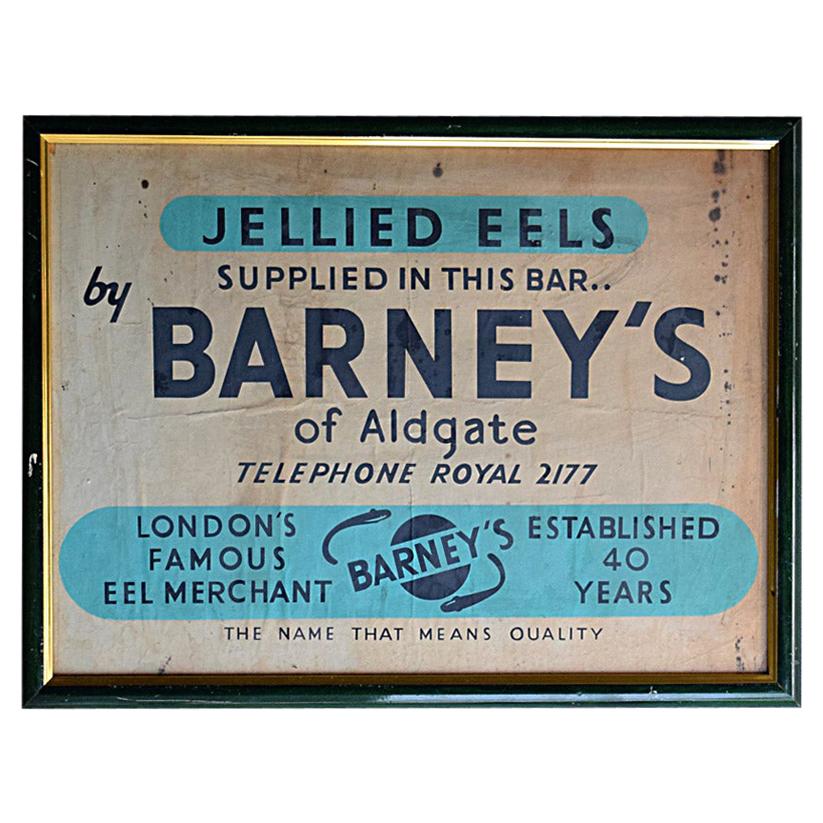 JELLIED EELS
SUPPLIED IN THIS BAR..
by
BARNEY'S
of Aldgate
TELEPHONE ROYAL 2177
LONDON'S
FAMOUS
EEL MERCHANT
BARNEY'S
ESTABLISHED
40
YEARS
THE NAME THAT MEANS QUALITY